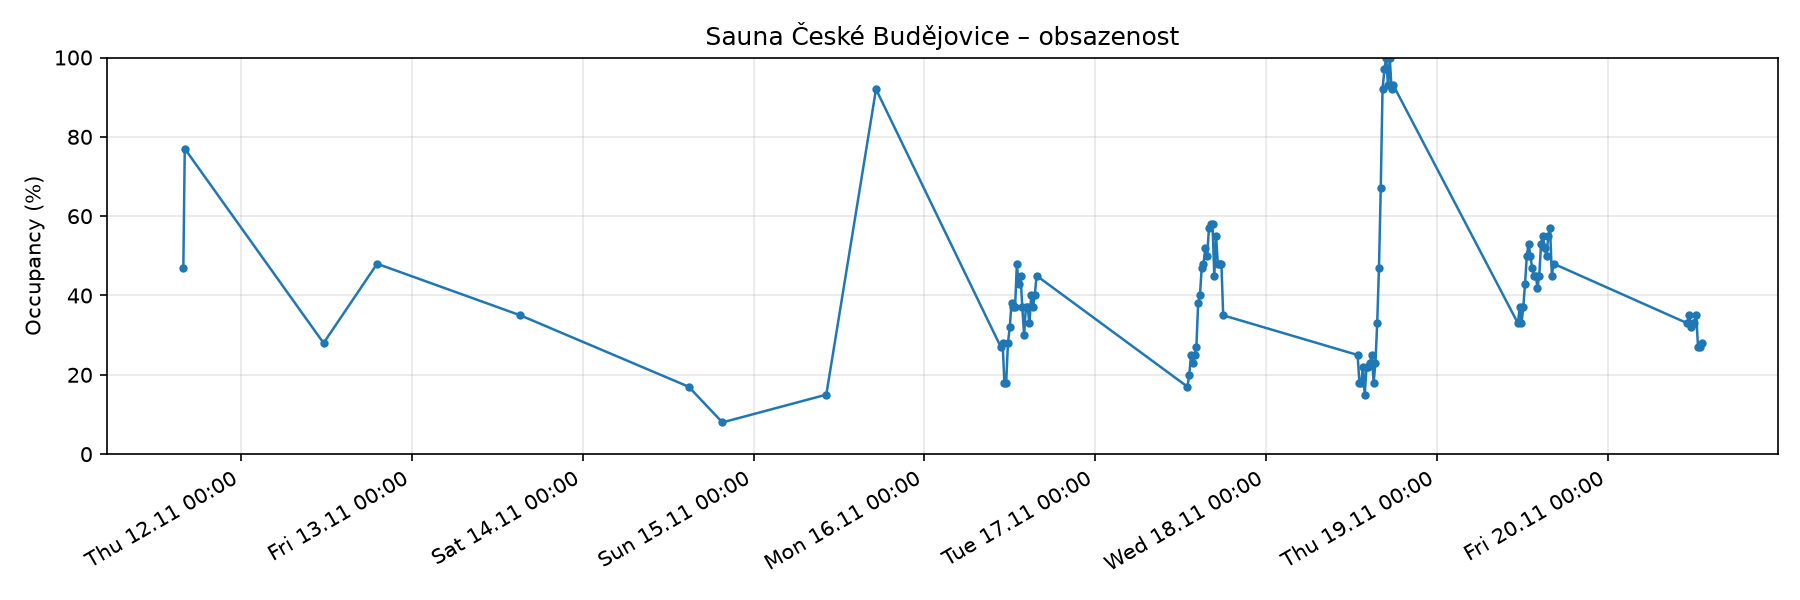 Sauna České Budějovice – obsazenost
Occupancy (%)
100
80
60
40
20
0
Thu 12.11 00:00
Fri 13.11 00:00
Sat 14.11 00:00
Sun 15.11 00:00
Mon 16.11 00:00
Tue 17.11 00:00
Wed 18.11 00:00
Thu 19.11 00:00
Fri 20.11 00:00